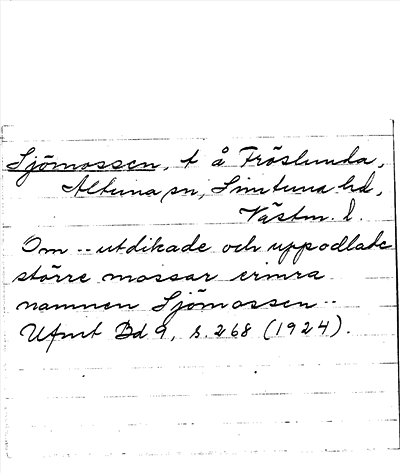 Sjömossen, t å Fröslunda,
Altuna sn, Simtuna hd,
Västm. l.
Om -- utdikade och uppodlade
större mossar erinra
namnen Sjömossen --
UFmt Bd 9, s. 268 (1924).